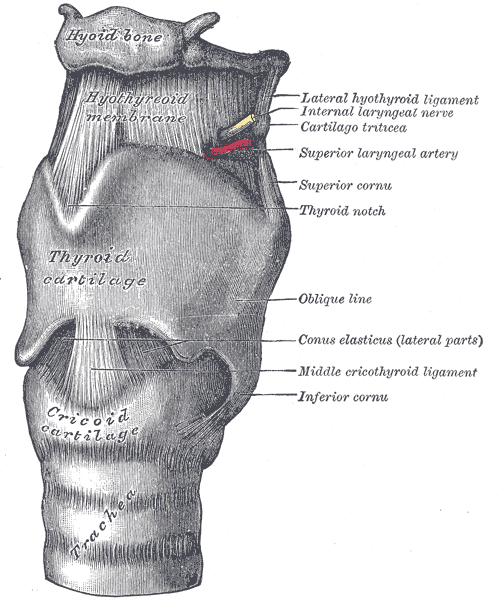 Hyoid bone
Hyothyreoid
membrane
Lateral hyothyroid ligament
Internal laryngeal nerve
Cartilago triticea
Superior laryngeal artery
Superior cornu
Thyroid notch
Thyroid
cartilage
Oblique line
Conus elasticus (lateral parts)
Middle cricothyroid ligament
Inferior cornu
Cricoid
cartilage
Trachea